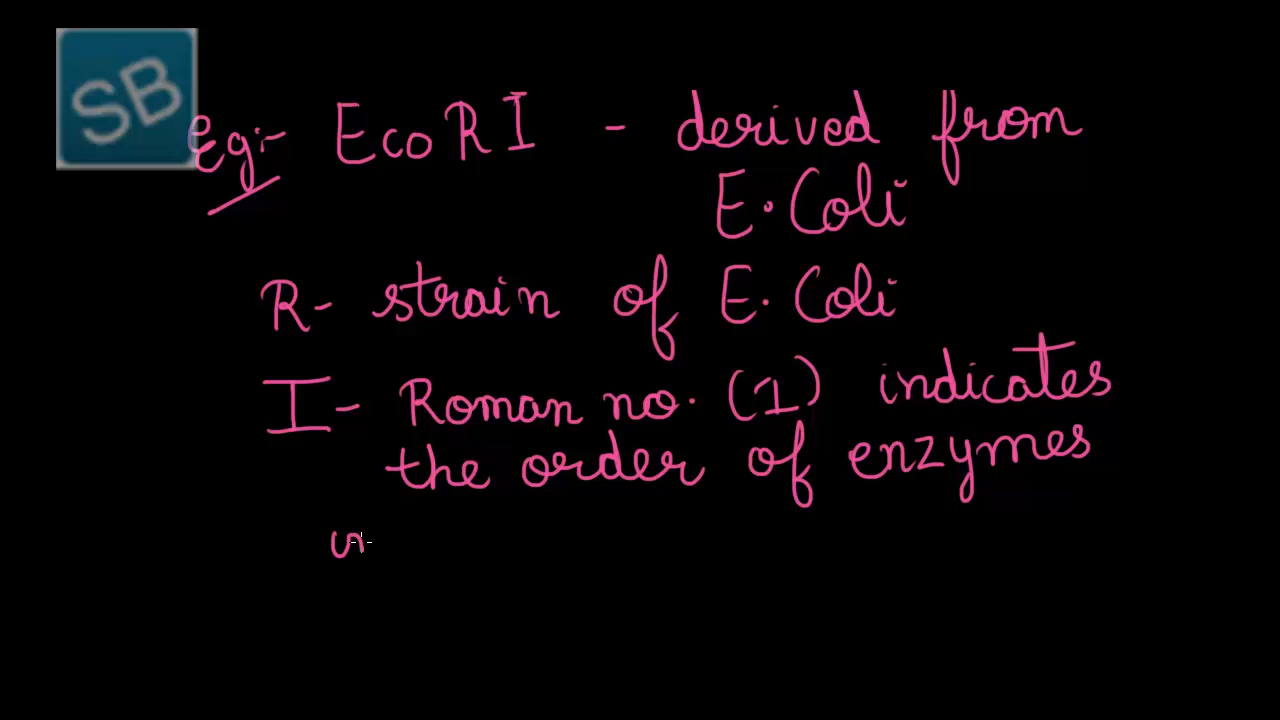 SB
Eg:- EcoRI - derived from
E. Coli
R- strain of E. Coli
I - Roman no. (1) indicates
the order of enzymes